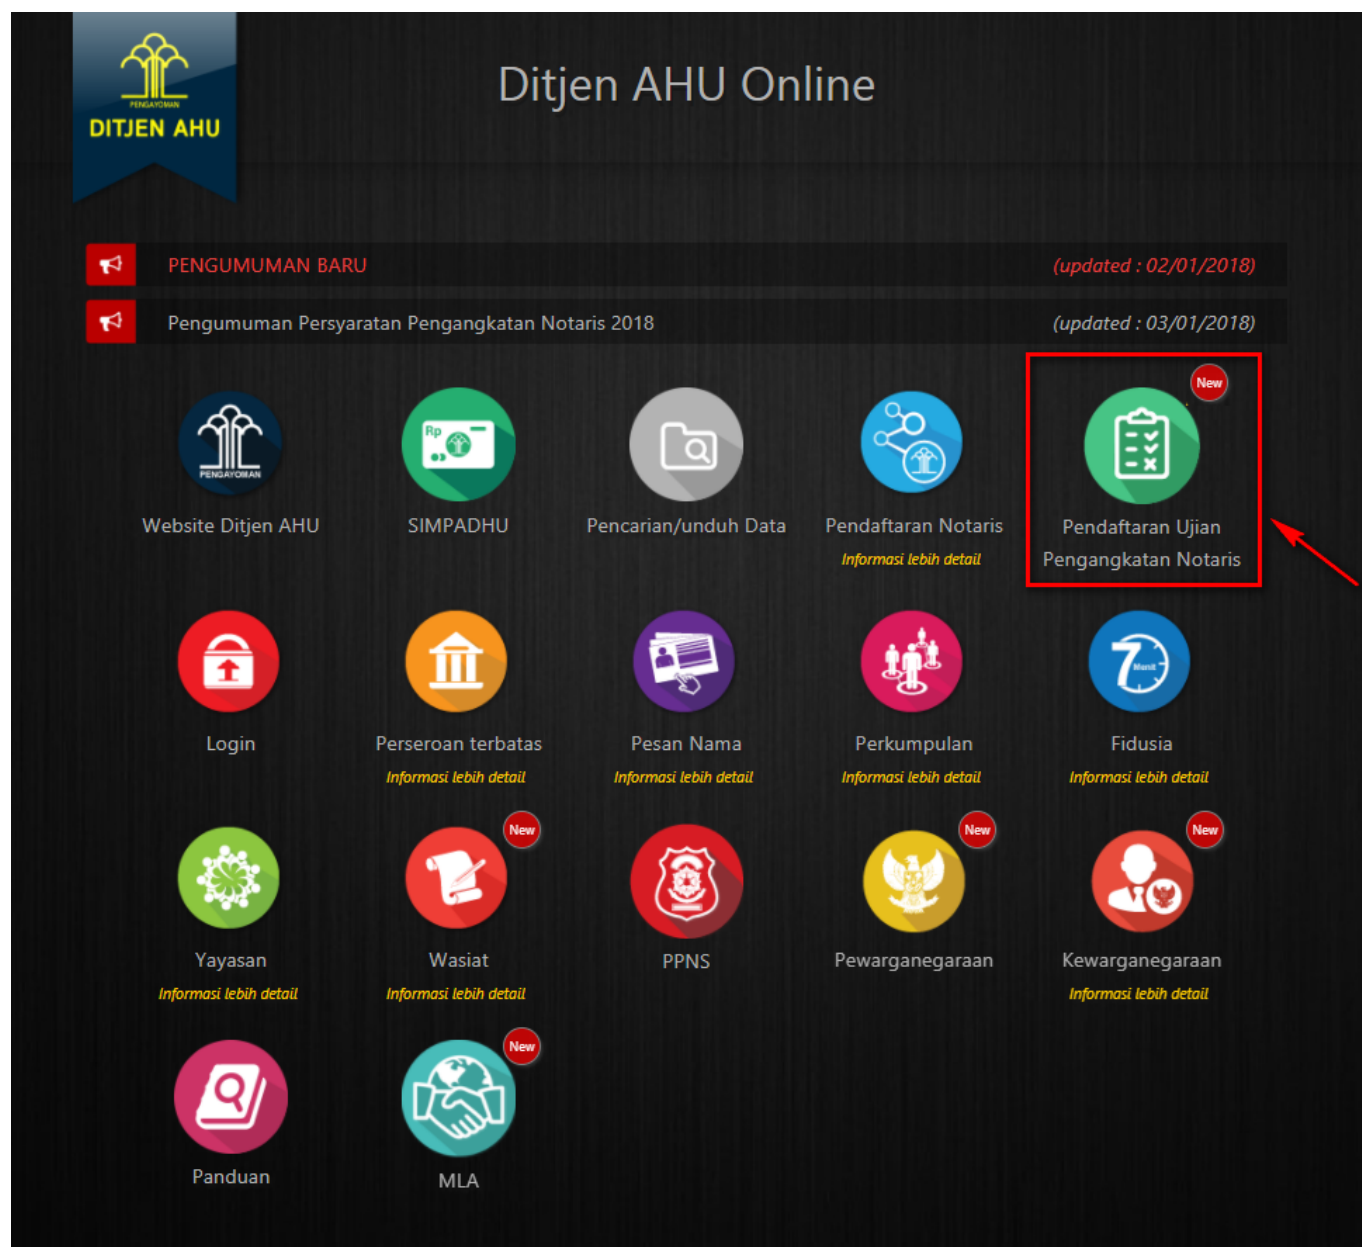 PENGAYOMAN
DITJEN AHU
Ditjen AHU Online
PENGUMUMAN BARU (updated : 02/01/2018)
Pengumuman Persyaratan Pengangkatan Notaris 2018 (updated : 03/01/2018)
New
PENGAYOMAN
Rp
Website Ditjen AHU SIMPADHU Pencarian/unduh Data Pendaftaran Notaris Pendaftaran Ujian
Informasi lebih detail Pengangkatan Notaris
7 Menit
Login Perseroan terbatas Pesan Nama Perkumpulan Fidusia
Informasi lebih detail Informasi lebih detail Informasi lebih detail Informasi lebih detail
New New New
Yayasan Wasiat PPNS Pewarganegaraan Kewarganegaraan
Informasi lebih detail Informasi lebih detail Informasi lebih detail
New
Panduan MLA